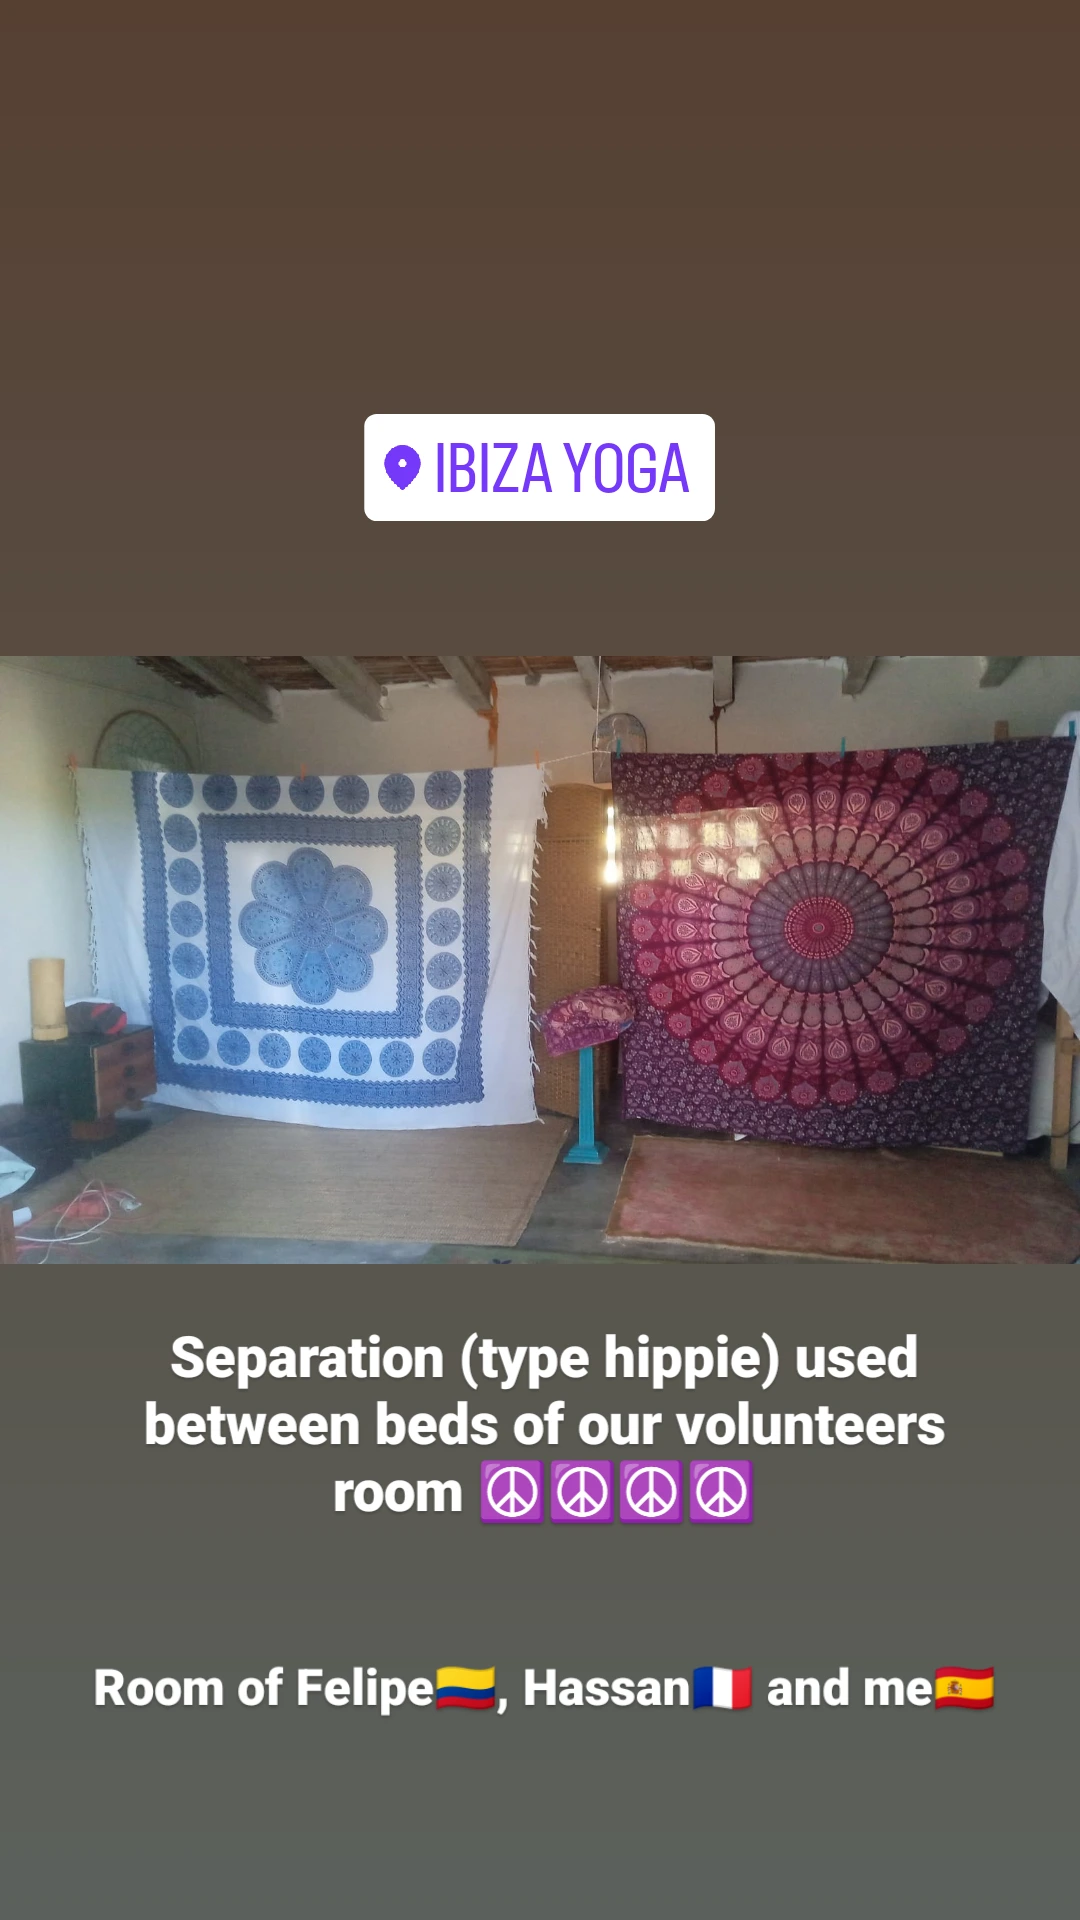 IBIZA YOGA
Separation (type hippie) used
between beds of our volunteers
room ☮️☮️☮️☮️
Room of Felipe🇨🇴, Hassan🇫🇷 and me🇪🇸